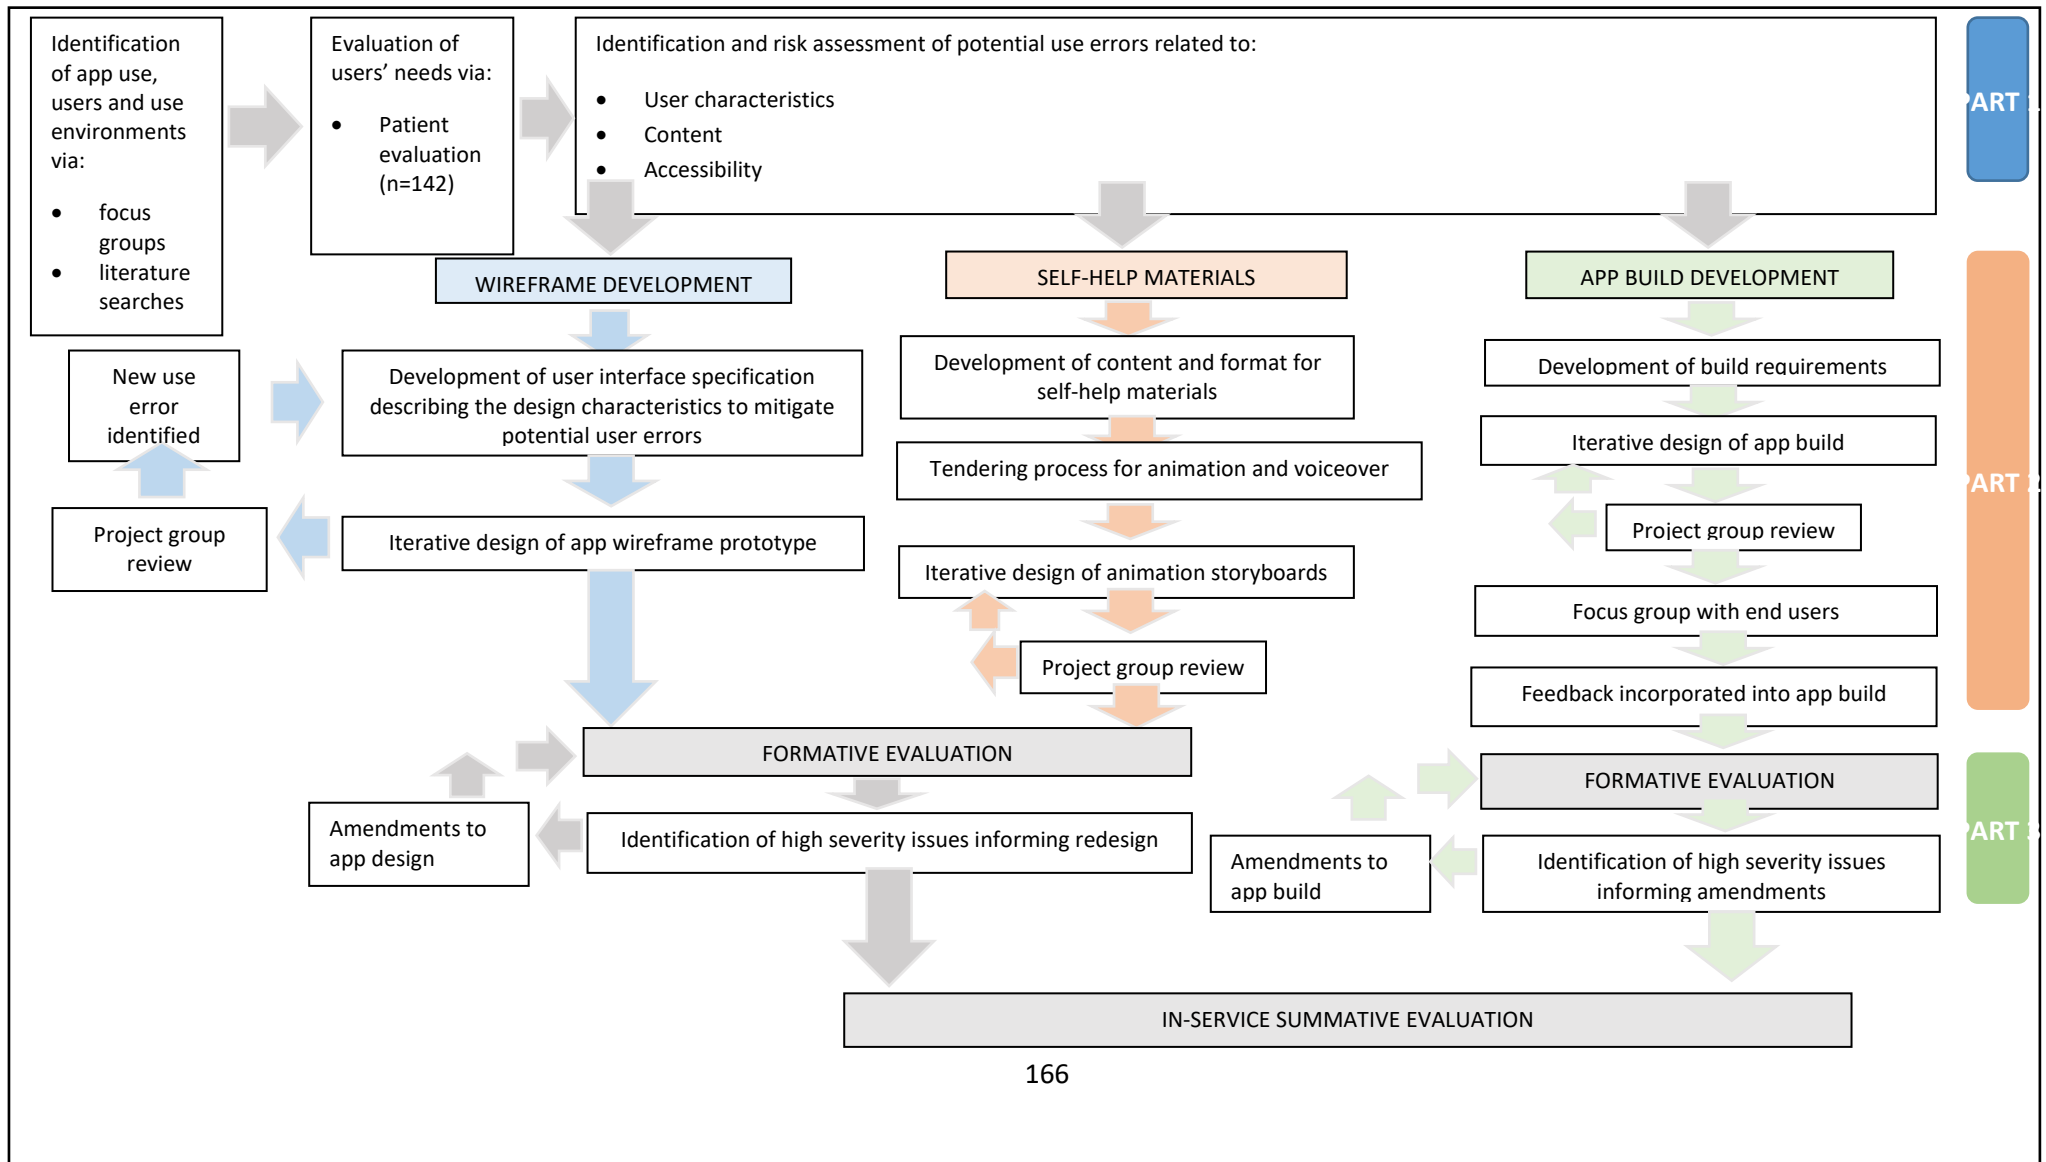 Identification
of app use,
users and use
environments
via:
• focus
groups
• literature
searches
Evaluation of
users’ needs via:
• Patient
evaluation
(n=142)
Identification and risk assessment of potential use errors related to:
• User characteristics
• Content
• Accessibility
PART 1
WIREFRAME DEVELOPMENT
SELF-HELP MATERIALS
APP BUILD DEVELOPMENT
PART 2
New use
error
identified
Development of user interface specification
describing the design characteristics to mitigate
potential user errors
Project group
review
Iterative design of app wireframe prototype
Development of content and format for
self-help materials
Tendering process for animation and voiceover
Iterative design of animation storyboards
Project group review
Development of build requirements
Iterative design of app build
Project group review
Focus group with end users
Feedback incorporated into app build
FORMATIVE EVALUATION
Amendments to
app design
Identification of high severity issues informing redesign
FORMATIVE EVALUATION
Amendments to
app build
Identification of high severity issues
informing amendments
PART 3
IN-SERVICE SUMMATIVE EVALUATION
166